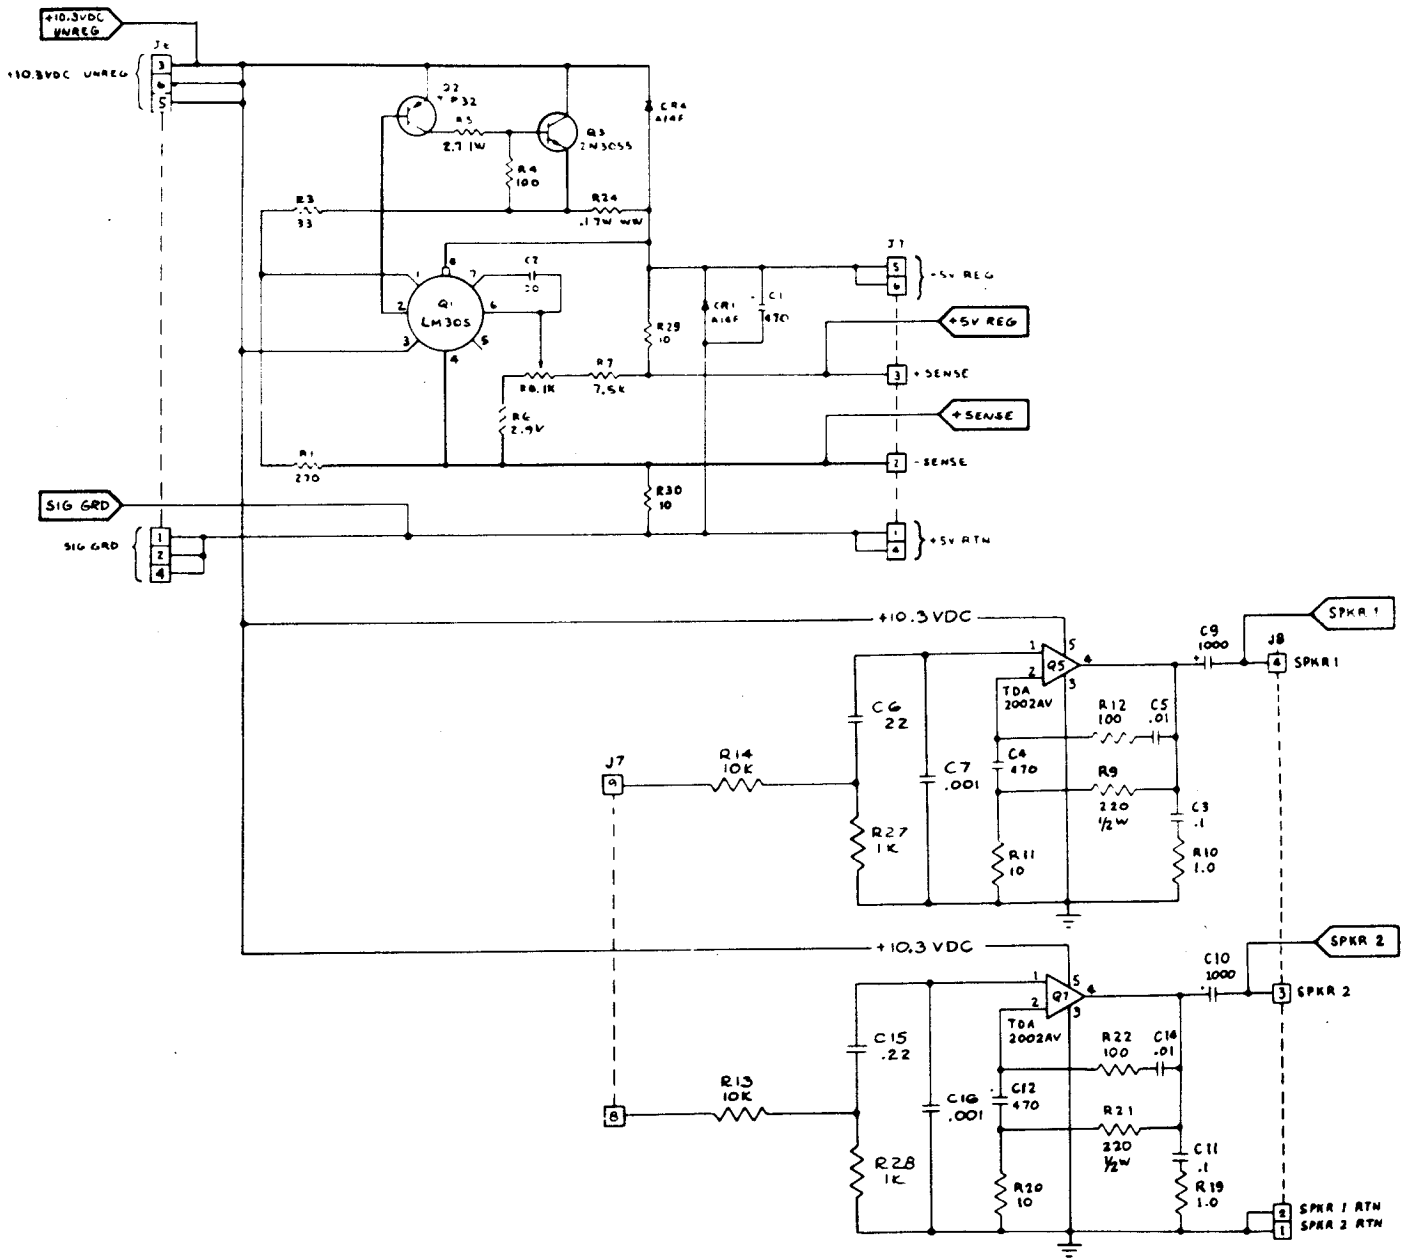 +10.3VDC
UNREG
+10.3VDC UNREG
3
6
5
Q2
R5
2.7 1W
Q3
2N3055
CR4
A14F
R4
100
R3
33
R24
.17W WW
J7
5
6
-5V REG
8
1
7
2
6
3
5
4
Q1
LM305
C2
CR1
A14F
C1
470
+5V REG
R29
10
R7
7.5K
3
+SENSE
R6
+SENSE
R1
270
2
-SENSE
SIG GRD
R30
10
SIG GRD
1
2
4
1
4
+5V RTN
+10.3VDC
SPKR 1
C9
1000
J8
4
SPKR1
1
2
5
4
3
Q5
TDA
2002AV
C6
22
R12
100
C5
.01
C4
470
J7
9
R14
10K
C7
.001
R9
220
1/2W
C3
.1
R27
1K
R11
10
R10
1.0
+10.3VDC
SPKR 2
C10
1000
3
SPKR 2
1
2
5
4
3
Q7
TDA
2002AV
C15
.22
R22
100
C14
.01
C12
470
R13
10K
8
C16
.001
R21
220
1/2W
C11
.1
R28
1K
R20
10
R19
1.0
2
SPKR 1 RTN
1
SPKR 2 RTN